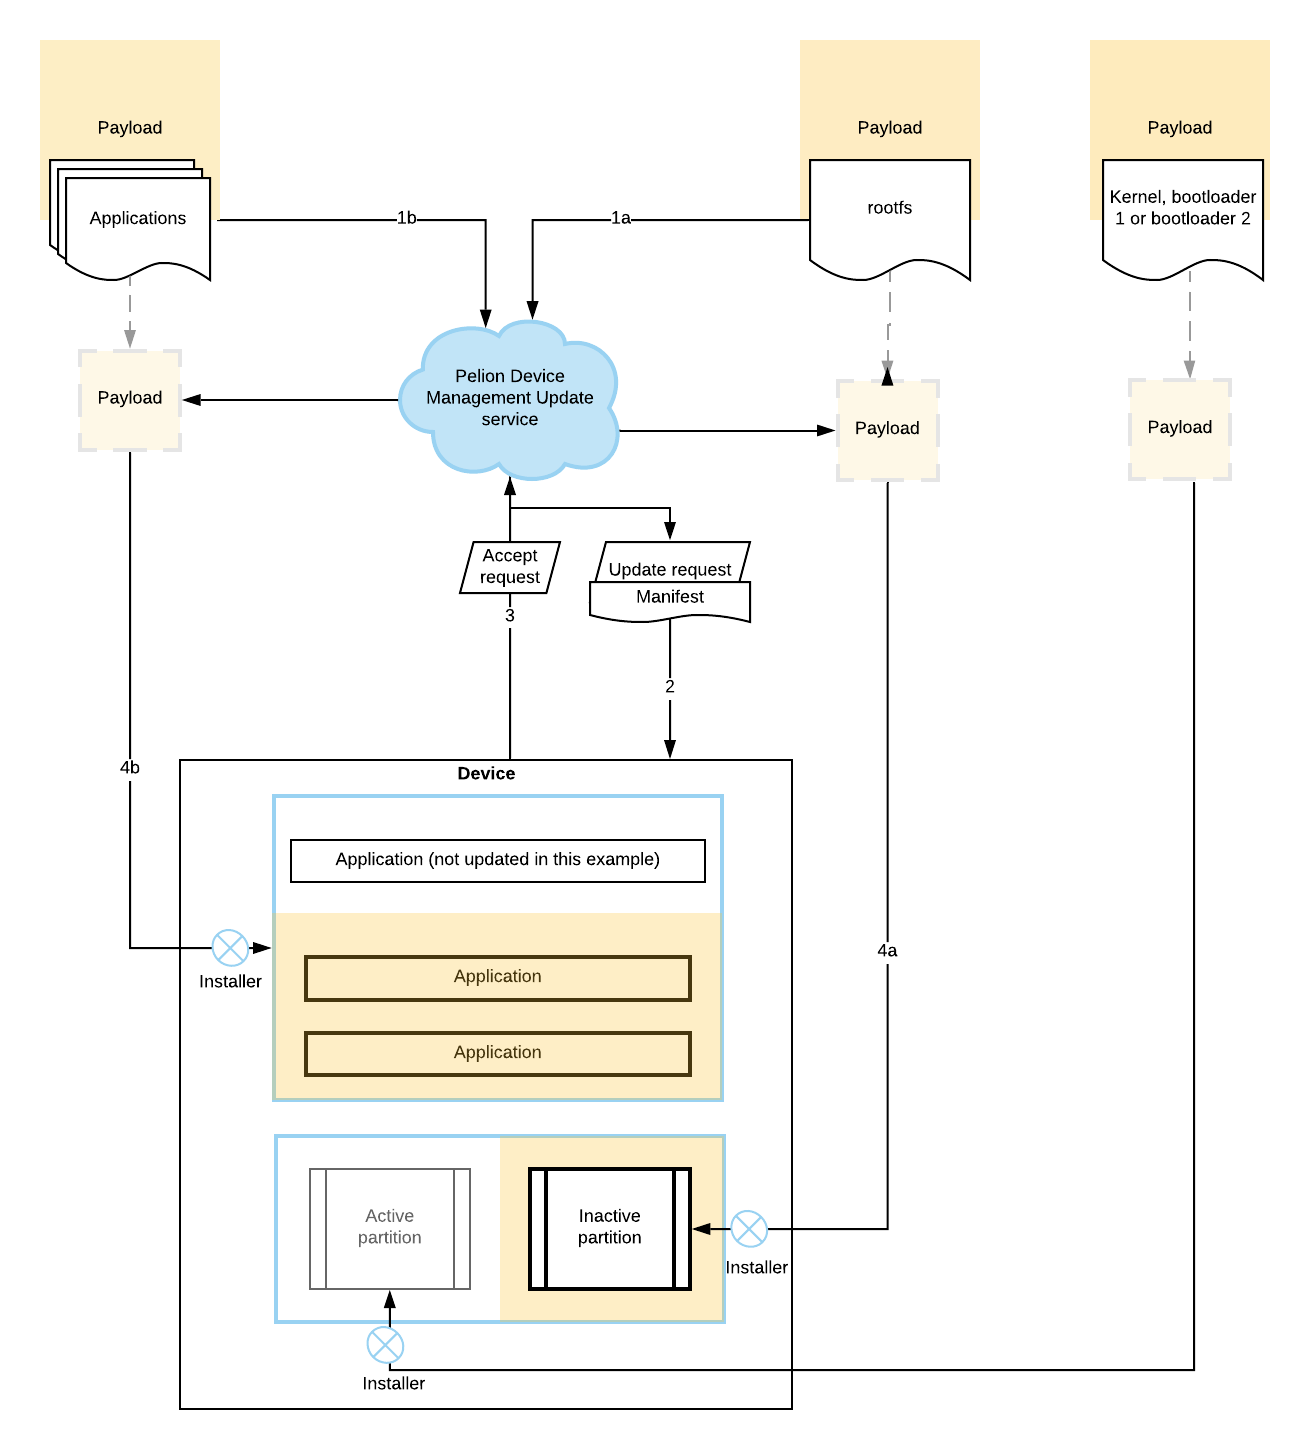 Payload
Payload
Payload
Applications
1b
1a
rootfs
Kernel, bootloader
1 or bootloader 2
Pelion Device
Management Update
service
Payload
Payload
Payload
Accept
request
Update request
Manifest
3
2
4b
Device
Application (not updated in this example)
Installer
Application
4a
Application
Active
partition
Inactive
partition
Installer
Installer